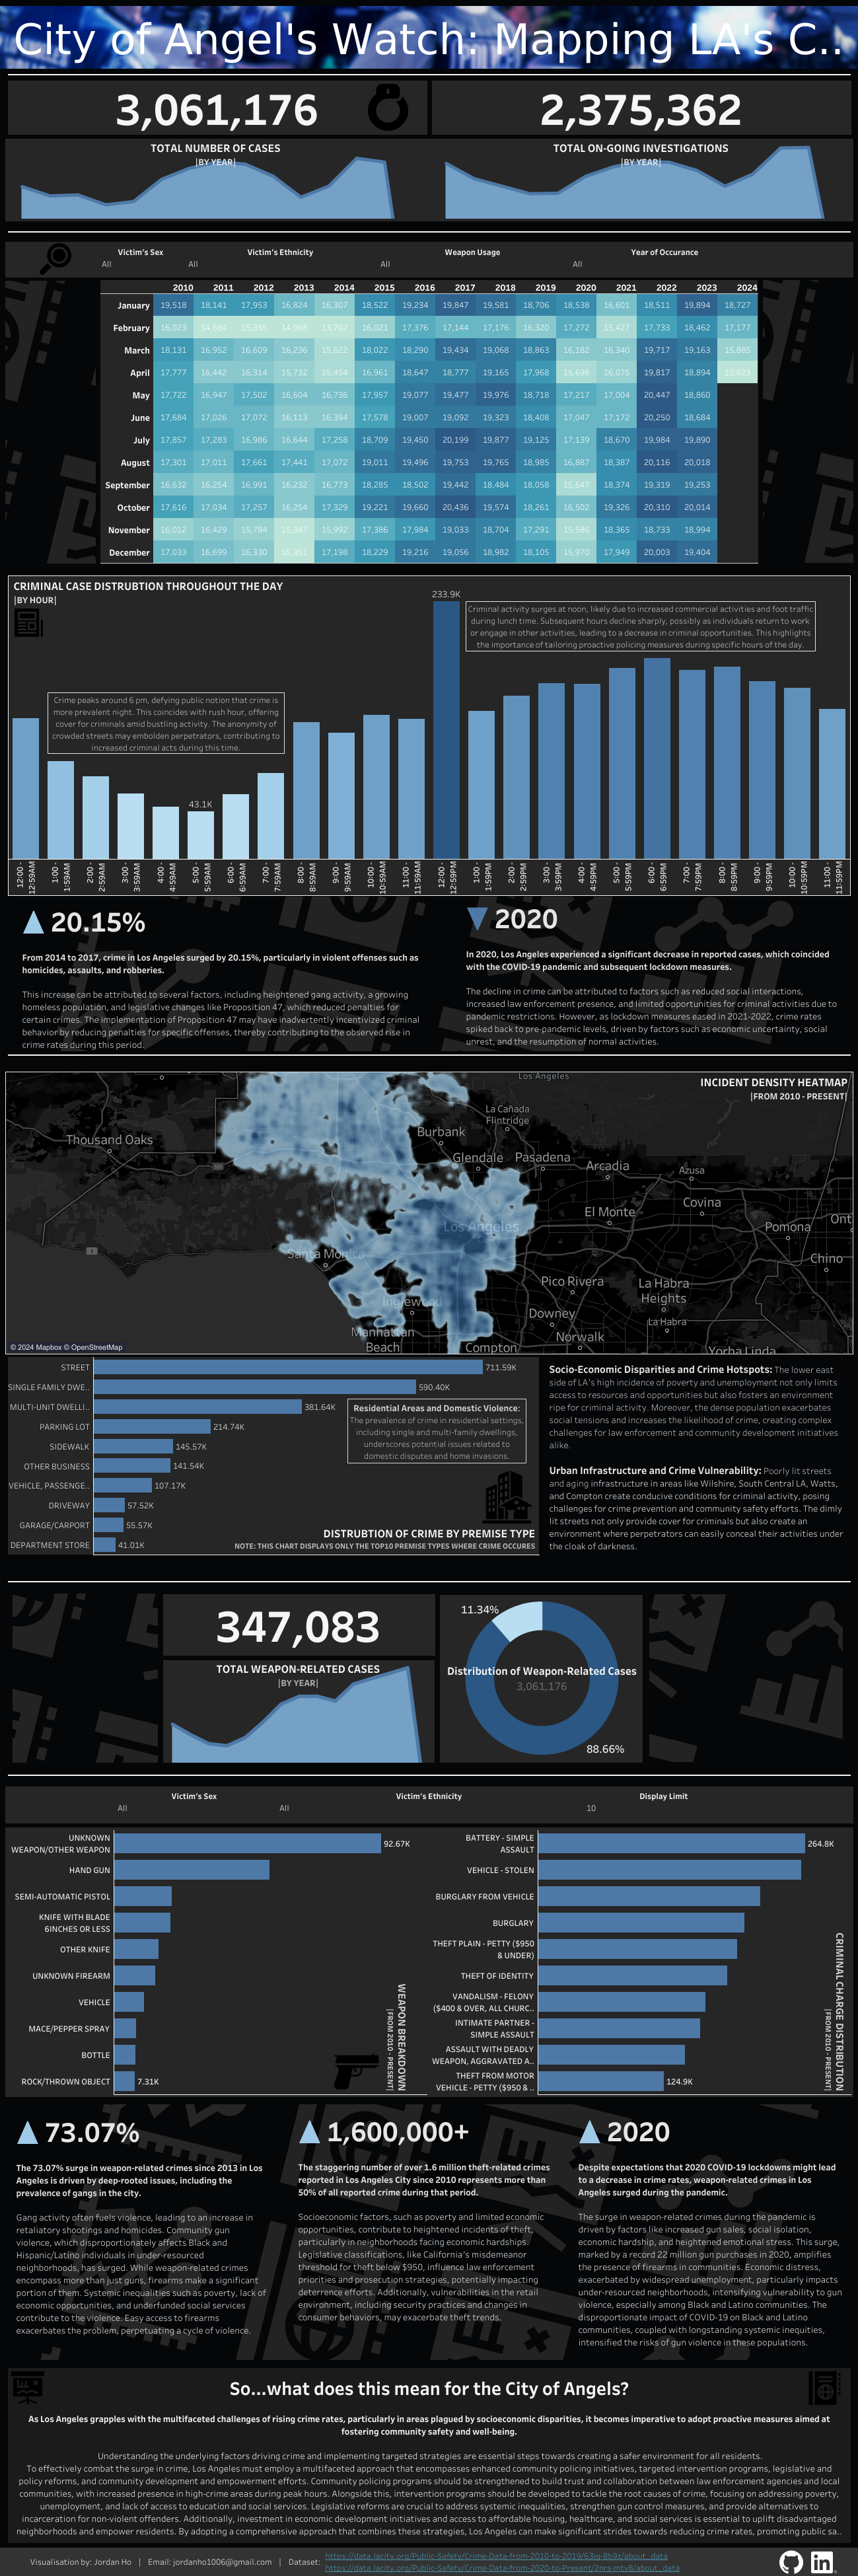 City of Angel's Watch: Mapping LA's C..
3,061,176
2,375,362
TOTAL NUMBER OF CASES
|BY YEAR|
TOTAL ON-GOING INVESTIGATIONS
|BY YEAR|
Victim's Sex Victim's Ethnicity Weapon Usage Year of Occurance
All All All All
2010 2011 2012 2013 2014 2015 2016 2017 2018 2019 2020 2021 2022 2023 2024
January 19,518 18,141 17,953 16,824 16,307 18,522 19,234 19,847 19,581 18,706 18,538 16,601 18,511 19,894 18,727
February 16,023 14,684 15,355 14,068 13,702 16,021 17,376 17,144 17,176 16,320 17,272 15,427 17,733 18,462 17,177
March 18,131 16,952 16,609 16,236 15,622 18,022 18,290 19,434 19,068 18,863 16,182 16,340 19,717 19,163 15,885
April 17,777 16,442 16,314 15,732 15,454 16,961 18,647 18,777 19,165 17,968 15,698 16,075 19,817 18,894 10,823
May 17,722 16,947 17,502 16,604 16,736 17,957 19,077 19,477 19,976 18,718 17,217 17,004 20,447 18,860
June 17,684 17,026 17,072 16,113 16,394 17,578 19,007 19,092 19,323 18,408 17,047 17,172 20,250 18,684
July 17,857 17,283 16,986 16,644 17,258 18,709 19,450 20,199 19,877 19,125 17,139 18,670 19,984 19,890
August 17,301 17,011 17,661 17,441 17,072 19,011 19,496 19,753 19,765 18,985 16,887 18,387 20,116 20,018
September 16,632 16,254 16,991 16,232 16,773 18,285 18,502 19,442 18,484 18,058 15,647 18,374 19,319 19,253
October 17,616 17,034 17,257 16,254 17,329 19,221 19,660 20,436 19,574 18,261 16,502 19,326 20,310 20,014
November 16,012 16,429 15,784 15,347 15,992 17,386 17,984 19,033 18,704 17,291 15,586 18,365 18,733 18,994
December 17,033 16,699 16,330 15,351 17,198 18,229 19,216 19,056 18,982 18,105 15,970 17,949 20,003 19,404
CRIMINAL CASE DISTRBUTION THROUGHOUT THE DAY
|BY HOUR|
233.9K
Criminal activity surges at noon, likely due to increased commercial activities and foot traffic
during lunch time. Subsequent hours decline sharply, possibly as individuals return to work
or engage in other activities, leading to a decrease in criminal opportunities. This highlights
the importance of tailoring proactive policing measures during specific hours of the day.
Crime peaks around 6 pm, defying public notion that crime is
more prevalent night. This coincides with rush hour, offering
cover for criminals amid bustling activity. The anonymity of
crowded streets may embolden perpetrators, contributing to
increased criminal acts during this time.
43.1K
12:00 - 12:59AM
1:00 - 1:59AM
2:00 - 2:59AM
3:00 - 3:59AM
4:00 - 4:59AM
5:00 - 5:59AM
6:00 - 6:59AM
7:00 - 7:59AM
8:00 - 8:59AM
9:00 - 9:59AM
10:00 - 10:59AM
11:00 - 11:59AM
12:00 - 12:59PM
1:00 - 1:59PM
2:00 - 2:59PM
3:00 - 3:59PM
4:00 - 4:59PM
5:00 - 5:59PM
6:00 - 6:59PM
7:00 - 7:59PM
8:00 - 8:59PM
9:00 - 9:59PM
10:00 - 10:59PM
11:00 - 11:59PM
20.15%
From 2014 to 2017, crime in Los Angeles surged by 20.15%, particularly in violent offenses such as
homicides, assaults, and robberies.
This increase can be attributed to several factors, including heightened gang activity, a growing
homeless population, and legislative changes like Proposition 47, which reduced penalties for
certain crimes. The implementation of Proposition 47 may have inadvertently incentivized criminal
behavior by reducing penalties for specific offenses, thereby contributing to the observed rise in
crime rates during this period.
2020
In 2020, Los Angeles experienced a significant decrease in reported cases, which coincided
with the COVID-19 pandemic and subsequent lockdown measures.
The decline in crime can be attributed to factors such as reduced social interactions,
increased law enforcement presence, and limited opportunities for criminal activities due to
pandemic restrictions. However, as lockdown measures eased in 2021-2022, crime rates
spiked back to pre-pandemic levels, driven by factors such as economic uncertainty, social
unrest, and the resumption of normal activities.
INCIDENT DENSITY HEATMAP
|FROM 2010 - PRESENT|
Los Angeles
La Cañada
Flintridge
Thousand Oaks
Burbank
Glendale
Pasadena
Arcadia
Azusa
Covina
El Monte
Los Angeles
Pomona
Ont
Chino
Santa Monica
Pico Rivera
La Habra
Heights
Inglewood
Downey
La Habra
Manhattan
Beach
Norwalk
Compton
Yorba Linda
© 2024 Mapbox © OpenStreetMap
STREET 711.59K
SINGLE FAMILY DWE.. 590.40K
MULTI-UNIT DWELLI.. 381.64K
PARKING LOT 214.74K
SIDEWALK 145.57K
OTHER BUSINESS 141.54K
VEHICLE, PASSENGE.. 107.17K
DRIVEWAY 57.52K
GARAGE/CARPORT 55.57K
DEPARTMENT STORE 41.01K
Residential Areas and Domestic Violence:
The prevalence of crime in residential settings,
including single and multi-family dwellings,
underscores potential issues related to
domestic disputes and home invasions.
DISTRUBTION OF CRIME BY PREMISE TYPE
NOTE: THIS CHART DISPLAYS ONLY THE TOP10 PREMISE TYPES WHERE CRIME OCCURES
Socio-Economic Disparities and Crime Hotspots: The lower east
side of LA's high incidence of poverty and unemployment not only limits
access to resources and opportunities but also fosters an environment
ripe for criminal activity. Moreover, the dense population exacerbates
social tensions and increases the likelihood of crime, creating complex
challenges for law enforcement and community development initiatives
alike.
Urban Infrastructure and Crime Vulnerability: Poorly lit streets
and aging infrastructure in areas like Wilshire, South Central LA, Watts,
and Compton create conducive conditions for criminal activity, posing
challenges for crime prevention and community safety efforts. The dimly
lit streets not only provide cover for criminals but also create an
environment where perpetrators can easily conceal their activities under
the cloak of darkness.
347,083
TOTAL WEAPON-RELATED CASES
|BY YEAR|
11.34%
Distribution of Weapon-Related Cases
3,061,176
88.66%
Victim's Sex Victim's Ethnicity Display Limit
All All 10
UNKNOWN
WEAPON/OTHER WEAPON 92.67K
HAND GUN
SEMI-AUTOMATIC PISTOL
KNIFE WITH BLADE
6INCHES OR LESS
OTHER KNIFE
UNKNOWN FIREARM
VEHICLE
MACE/PEPPER SPRAY
BOTTLE
ROCK/THROWN OBJECT 7.31K
WEAPON BREAKDOWN
|FROM 2010 - PRESENT|
BATTERY - SIMPLE
ASSAULT 264.8K
VEHICLE - STOLEN
BURGLARY FROM VEHICLE
BURGLARY
THEFT PLAIN - PETTY ($950
& UNDER)
THEFT OF IDENTITY
VANDALISM - FELONY
($400 & OVER, ALL CHURC..
INTIMATE PARTNER -
SIMPLE ASSAULT
ASSAULT WITH DEADLY
WEAPON, AGGRAVATED A..
THEFT FROM MOTOR
VEHICLE - PETTY ($950 & .. 124.9K
CRIMINAL CHARGE DISTRIBUTION
|FROM 2010 - PRESENT|
73.07%
The 73.07% surge in weapon-related crimes since 2013 in Los
Angeles is driven by deep-rooted issues, including the
prevalence of gangs in the city.
Gang activity often fuels violence, leading to an increase in
retaliatory shootings and homicides. Community gun
violence, which disproportionately affects Black and
Hispanic/Latino individuals in under-resourced
neighborhoods, has surged. While weapon-related crimes
encompass more than just guns, firearms make a significant
portion of them. Systemic inequalities such as poverty, lack of
economic opportunities, and underfunded social services
contribute to the violence. Easy access to firearms
exacerbates the problem, perpetuating a cycle of violence.
1,600,000+
The staggering number of over 1.6 million theft-related crimes
reported in Los Angeles City since 2010 represents more than
50% of all reported crime during that period.
Socioeconomic factors, such as poverty and limited economic
opportunities, contribute to heightened incidents of theft,
particularly in neighborhoods facing economic hardships.
Legislative classifications, like California's misdemeanor
threshold for theft below $950, influence law enforcement
priorities and prosecution strategies, potentially impacting
deterrence efforts. Additionally, vulnerabilities in the retail
environment, including security practices and changes in
consumer behaviors, may exacerbate theft trends.
2020
Despite expectations that 2020 COVID-19 lockdowns might lead
to a decrease in crime rates, weapon-related crimes in Los
Angeles surged during the pandemic.
The surge in weapon-related crimes during the pandemic is
driven by factors like increased gun sales, social isolation,
economic hardship, and heightened emotional stress. This surge,
marked by a record 22 million gun purchases in 2020, amplifies
the presence of firearms in communities. Economic distress,
exacerbated by widespread unemployment, particularly impacts
under-resourced neighborhoods, intensifying vulnerability to gun
violence, especially among Black and Latino communities. The
disproportionate impact of COVID-19 on Black and Latino
communities, coupled with longstanding systemic inequities,
intensified the risks of gun violence in these populations.
So...what does this mean for the City of Angels?
As Los Angeles grapples with the multifaceted challenges of rising crime rates, particularly in areas plagued by socioeconomic disparities, it becomes imperative to adopt proactive measures aimed at
fostering community safety and well-being.
Understanding the underlying factors driving crime and implementing targeted strategies are essential steps towards creating a safer environment for all residents.
To effectively combat the surge in crime, Los Angeles must employ a multifaceted approach that encompasses enhanced community policing initiatives, targeted intervention programs, legislative and
policy reforms, and community development and empowerment efforts. Community policing programs should be strengthened to build trust and collaboration between law enforcement agencies and local
communities, with increased presence in high-crime areas during peak hours. Alongside this, intervention programs should be developed to tackle the root causes of crime, focusing on addressing poverty,
unemployment, and lack of access to education and social services. Legislative reforms are crucial to address systemic inequalities, strengthen gun control measures, and provide alternatives to
incarceration for non-violent offenders. Additionally, investment in economic development initiatives and access to affordable housing, healthcare, and social services is essential to uplift disadvantaged
neighborhoods and empower residents. By adopting a comprehensive approach that combines these strategies, Los Angeles can make significant strides towards reducing crime rates, promoting public sa..
Visualisation by: Jordan Ho | Email: jordanho1006@gmail.com | Dataset:
https://data.lacity.org/Public-Safety/Crime-Data-from-2010-to-2019/63jg-8b9z/about_data
https://data.lacity.org/Public-Safety/Crime-Data-from-2020-to-Present/2nrs-mtv8/about_data